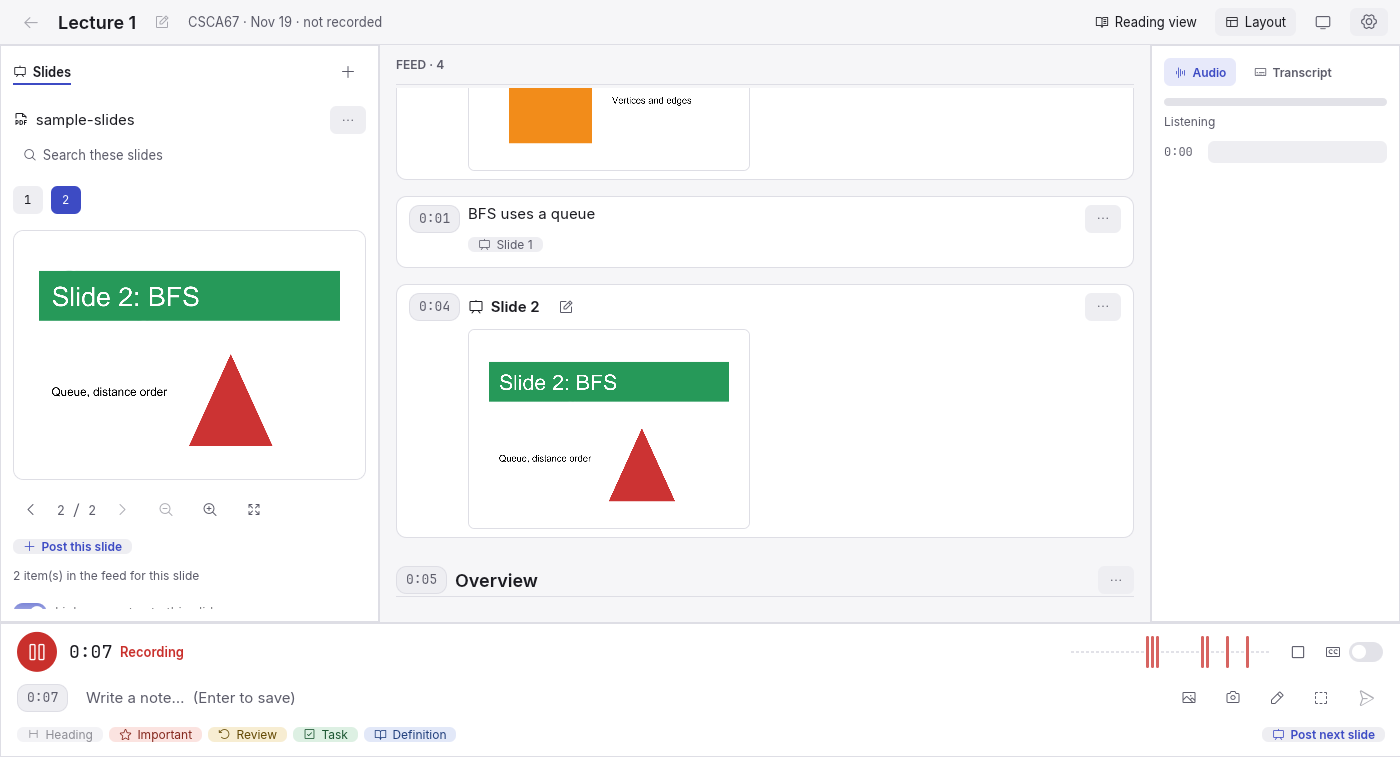 Lecture 1
CSCA67 · Nov 19 · not recorded
Reading view
Layout
Slides
sample-slides
Search these slides
1
2
Slide 2: BFS
Queue, distance order
2 / 2
Post this slide
2 item(s) in the feed for this slide
FEED · 4
Vertices and edges
0:01
BFS uses a queue
Slide 1
0:04
Slide 2
Slide 2: BFS
Queue, distance order
0:05
Overview
Audio
Transcript
Listening
0:00
0:07
Recording
CC
0:07
Write a note... (Enter to save)
Heading
Important
Review
Task
Definition
Post next slide